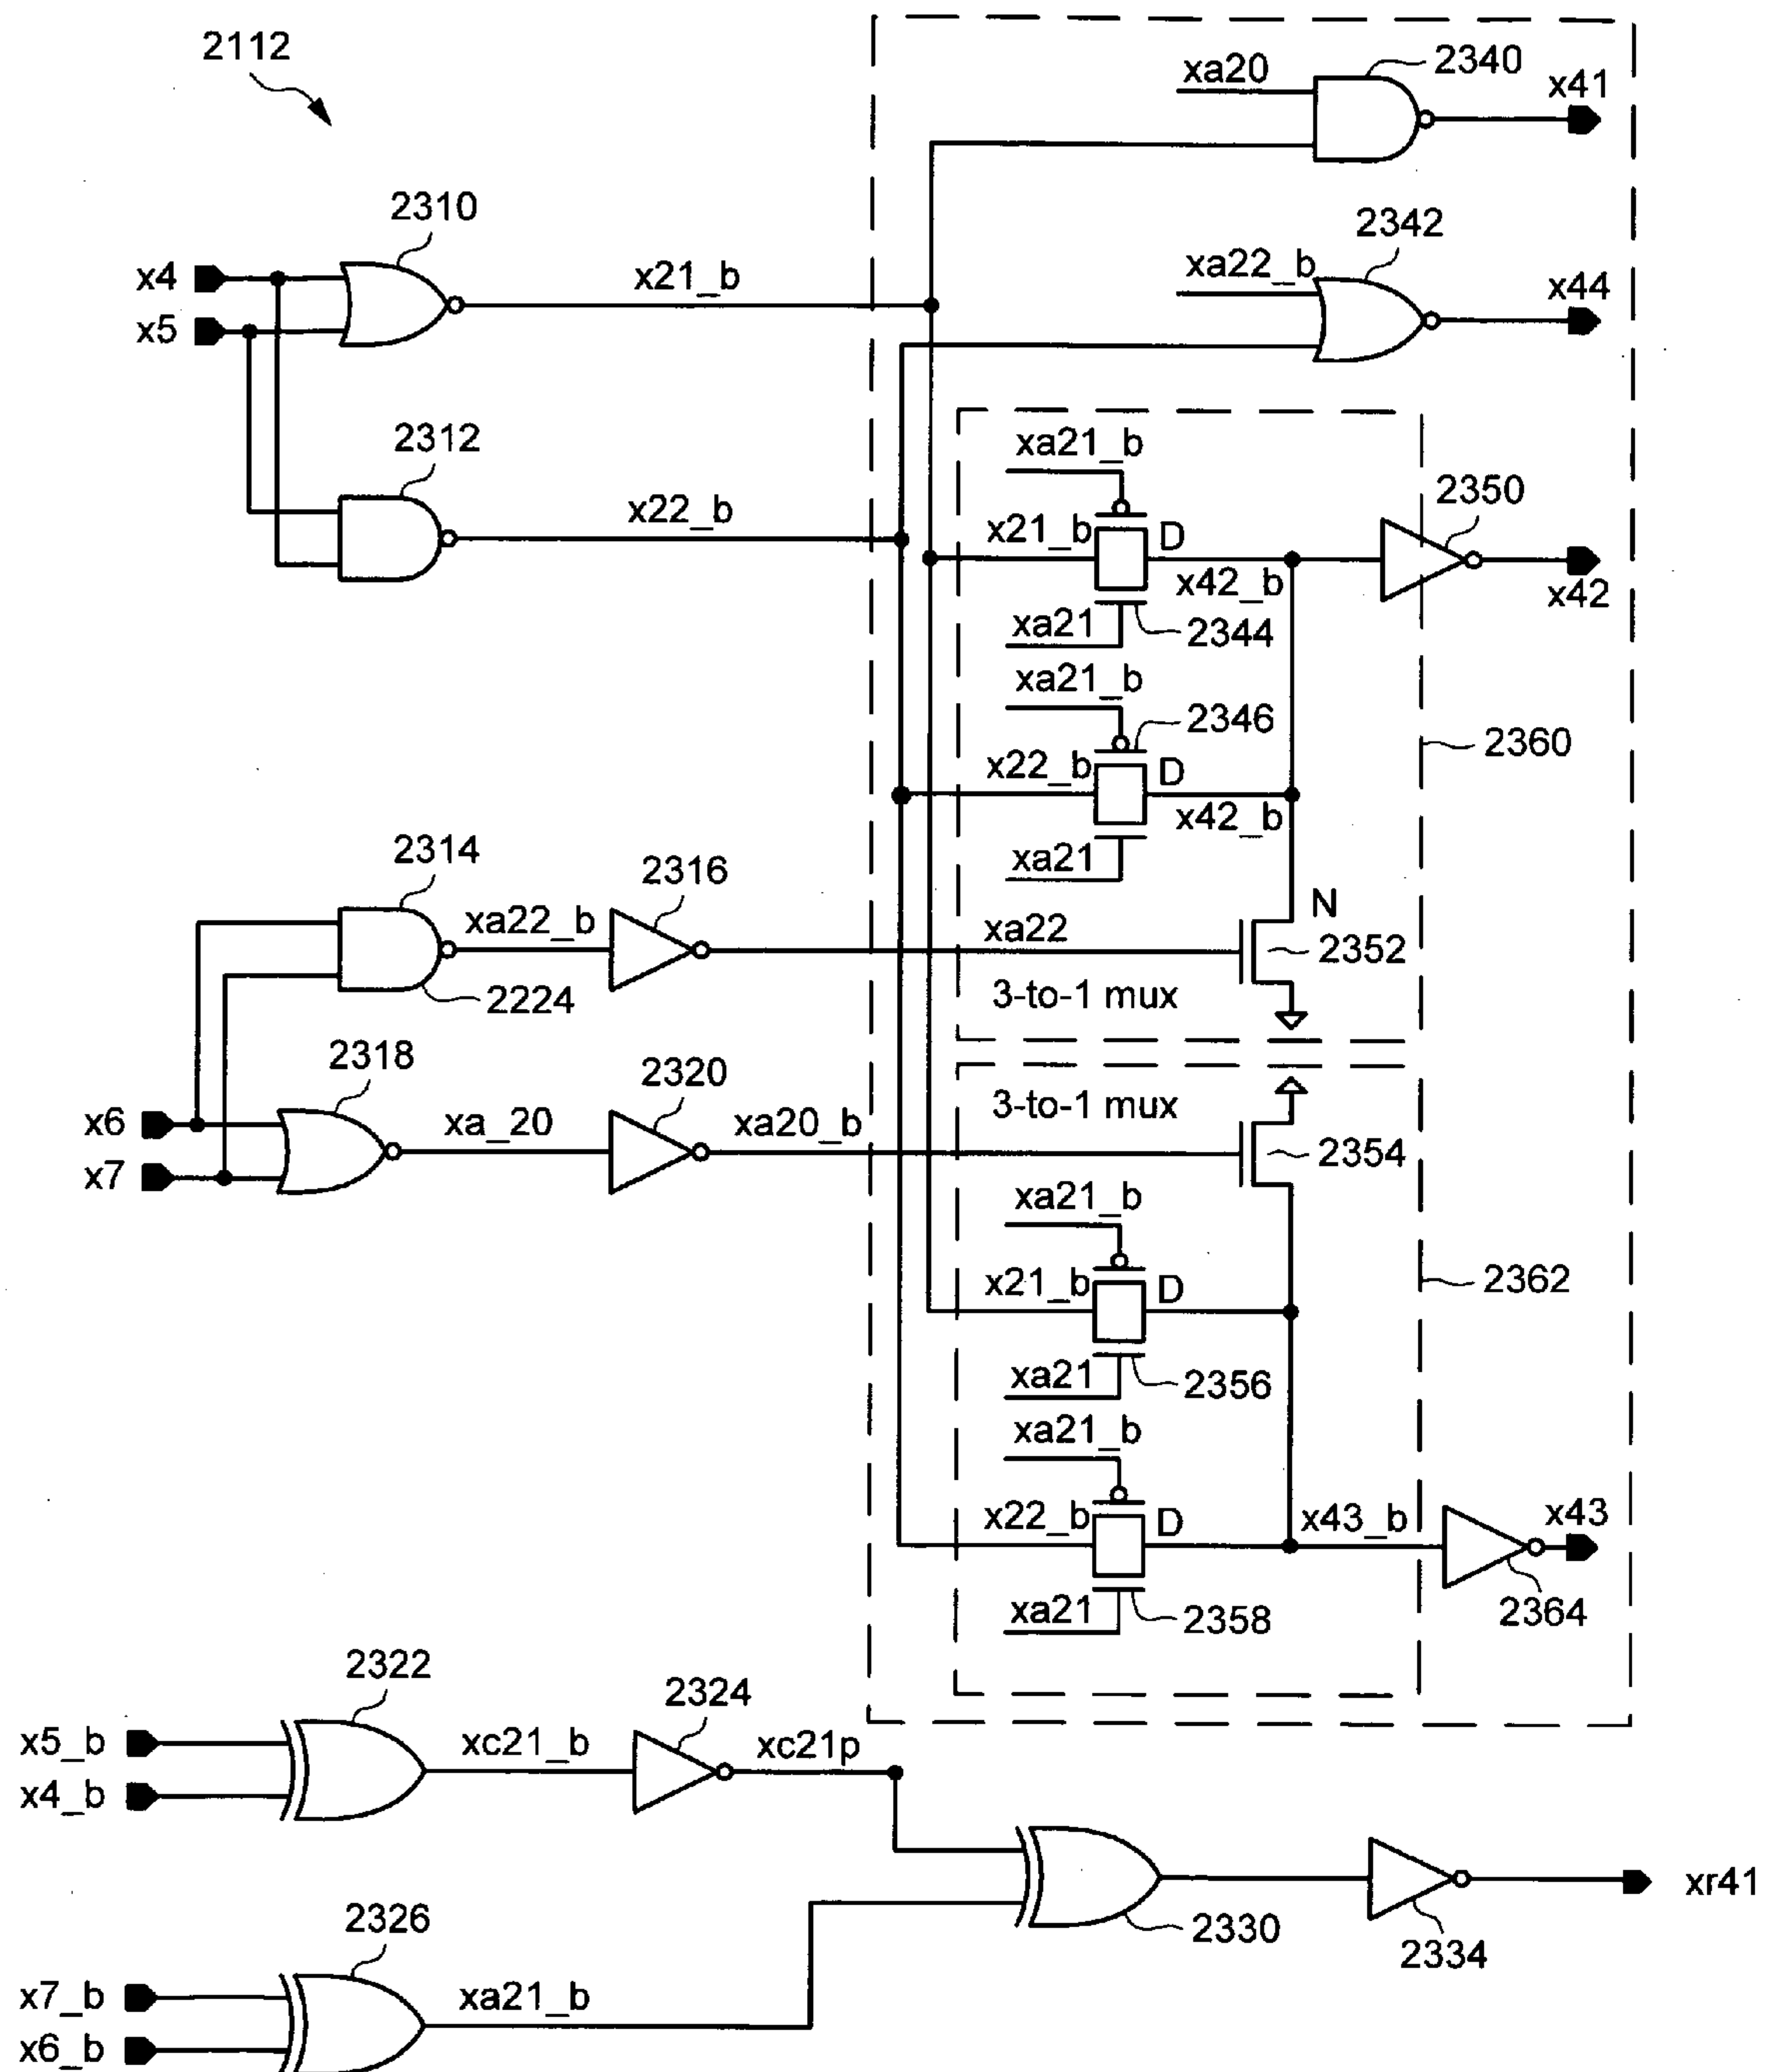 2112
xa20
2340
x41
2310
x4
x5
x21_b
2342
xa22_b
x44
2312
x22_b
xa21_b
2350
x21_b
D
x42_b
x42
xa21
2344
xa21_b
2346
2360
x22_b
D
x42_b
2314
2316
xa21
xa22_b
xa22
N
2352
2224
3-to-1 mux
2318
2320
3-to-1 mux
x6
xa_20
xa20_b
2354
x7
xa21_b
x21_b
D
2362
xa21
2356
xa21_b
x22_b
D
x43_b
x43
xa21
2358
2364
2322
2324
x5_b
xc21_b
xc21p
x4_b
2326
2330
xr41
2334
x7_b
xa21_b
x6_b